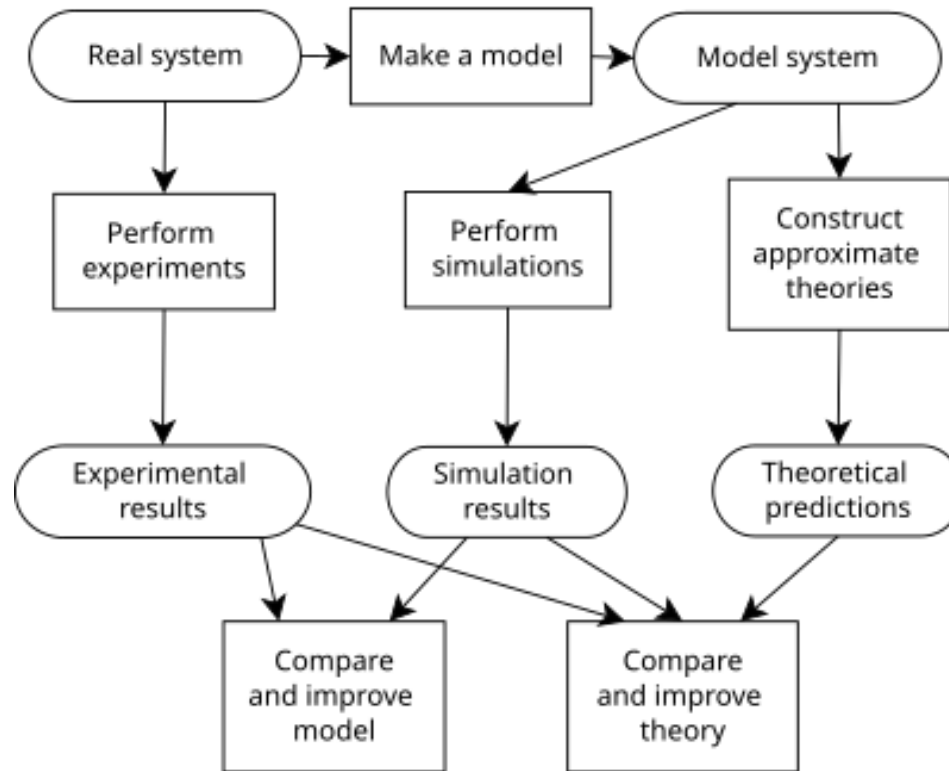 Real system
Make a model
Model system
Perform
experiments
Perform
simulations
Construct
approximate
theories
Experimental
results
Simulation
results
Theoretical
predictions
Compare
and improve
model
Compare
and improve
theory